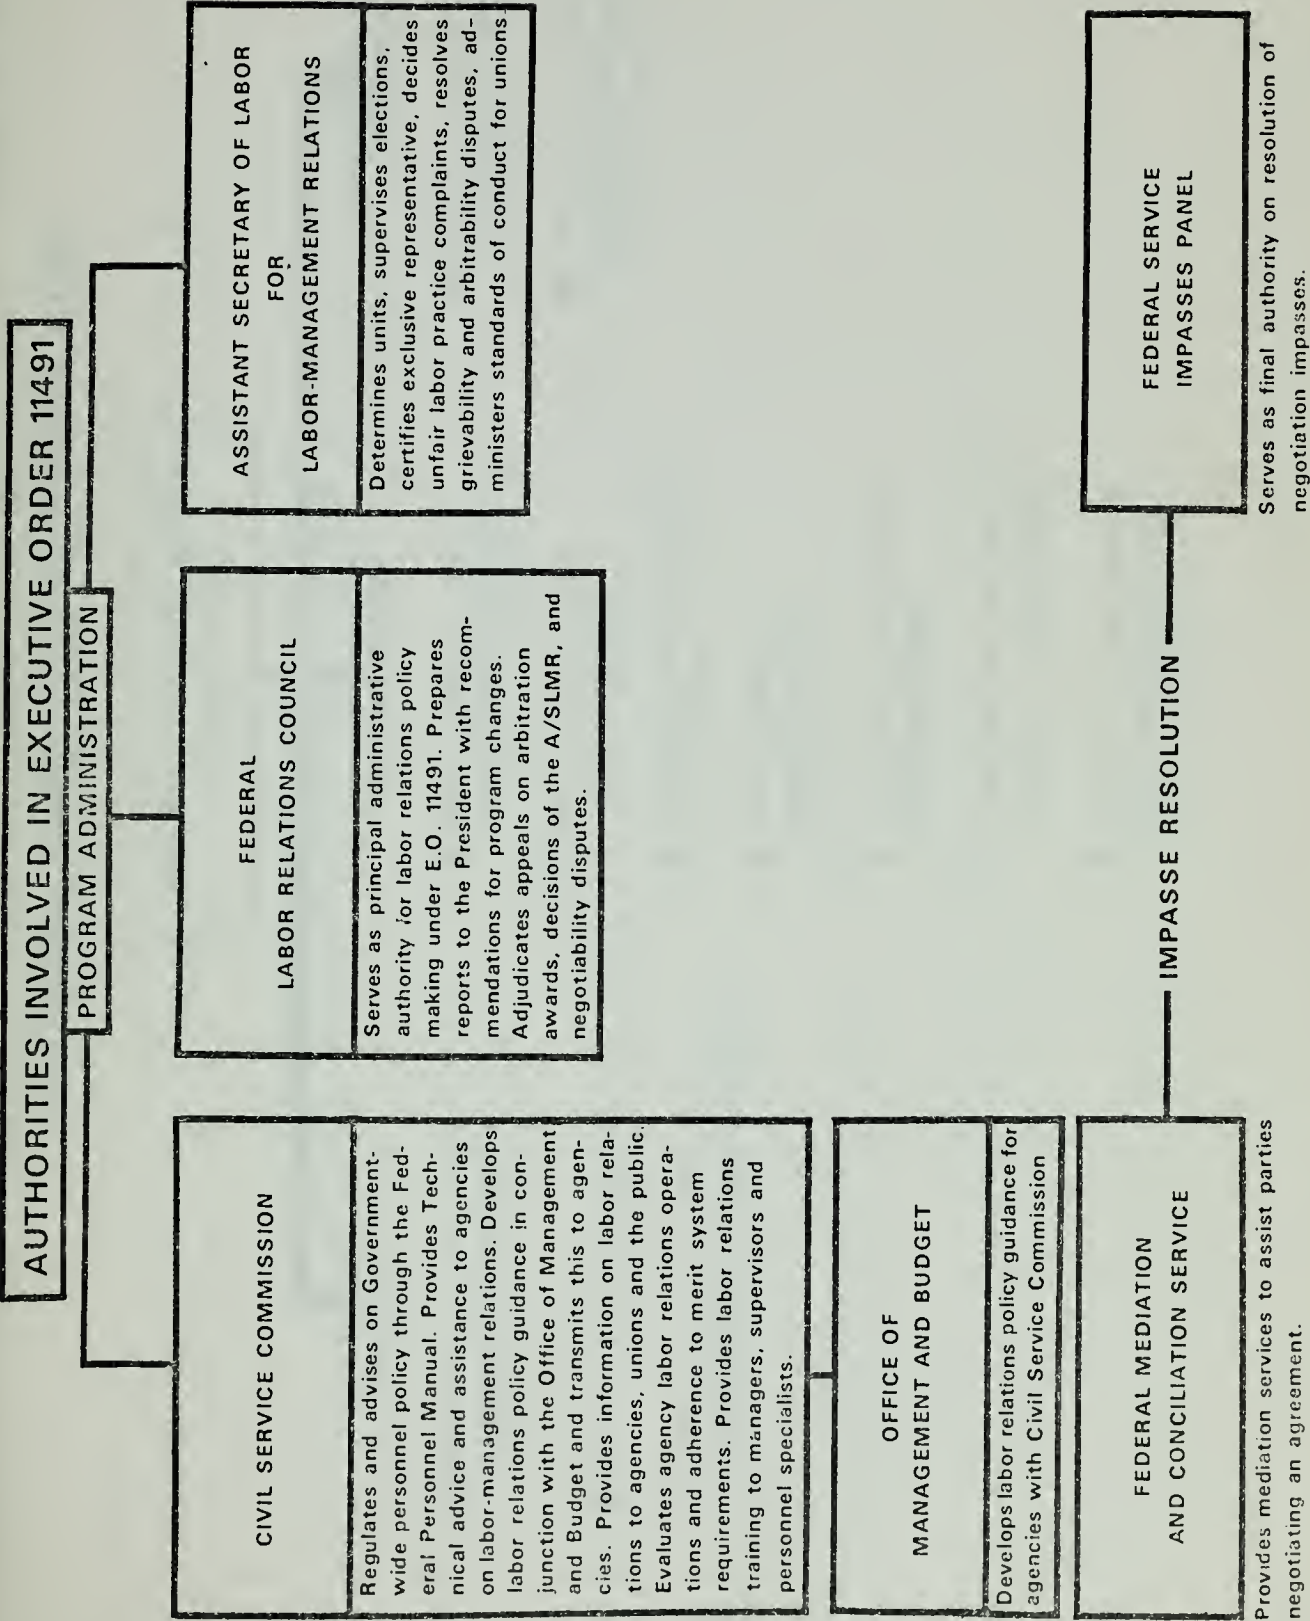 AUTHORITIES INVOLVED IN EXECUTIVE ORDER 11491
PROGRAM ADMINISTRATION
CIVIL SERVICE COMMISSION
Regulates and advises on Government-
wide personnel policy through the Fed-
eral Personnel Manual. Provides Tech-
nical advice and assistance to agencies
on labor-management relations. Develops
labor relations policy guidance in con-
junction with the Office of Management
and Budget and transmits this to agen-
cies. Provides information on labor rela-
tions to agencies, unions and the public.
Evaluates agency labor relations opera-
tions and adherence to merit system
requirements. Provides labor relations
training to managers, supervisors and
personnel specialists.
OFFICE OF
MANAGEMENT AND BUDGET
Develops labor relations policy guidance for
agencies with Civil Service Commission
FEDERAL
LABOR RELATIONS COUNCIL
Serves as principal administrative
authority for labor relations policy
making under E.O. 11491. Prepares
reports to the President with recom-
mendations for program changes.
Adjudicates appeals on arbitration
awards, decisions of the A/SLMR, and
negotiability disputes.
ASSISTANT SECRETARY OF LABOR
FOR
LABOR-MANAGEMENT RELATIONS
Determines units, supervises elections,
certifies exclusive representative, decides
unfair labor practice complaints, resolves
grievability and arbitrability disputes, ad-
ministers standards of conduct for unions
FEDERAL MEDIATION
AND CONCILIATION SERVICE
Provides mediation services to assist parties
negotiating an agreement.
IMPASSE RESOLUTION
FEDERAL SERVICE
IMPASSES PANEL
Serves as final authority on resolution of
negotiation impasses.